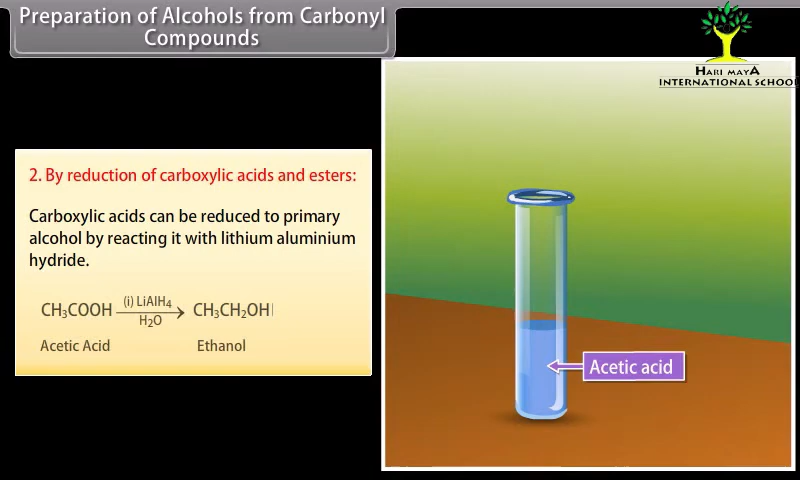 Preparation of Alcohols from Carbonyl
Compounds
HARI MAYA
INTERNATIONAL SCHOOL
2. By reduction of carboxylic acids and esters:
Carboxylic acids can be reduced to primary
alcohol by reacting it with lithium aluminium
hydride.
CH₃COOH (i) LiAlH₄ / H₂O → CH₃CH₂OH
Acetic Acid Ethanol
Acetic acid